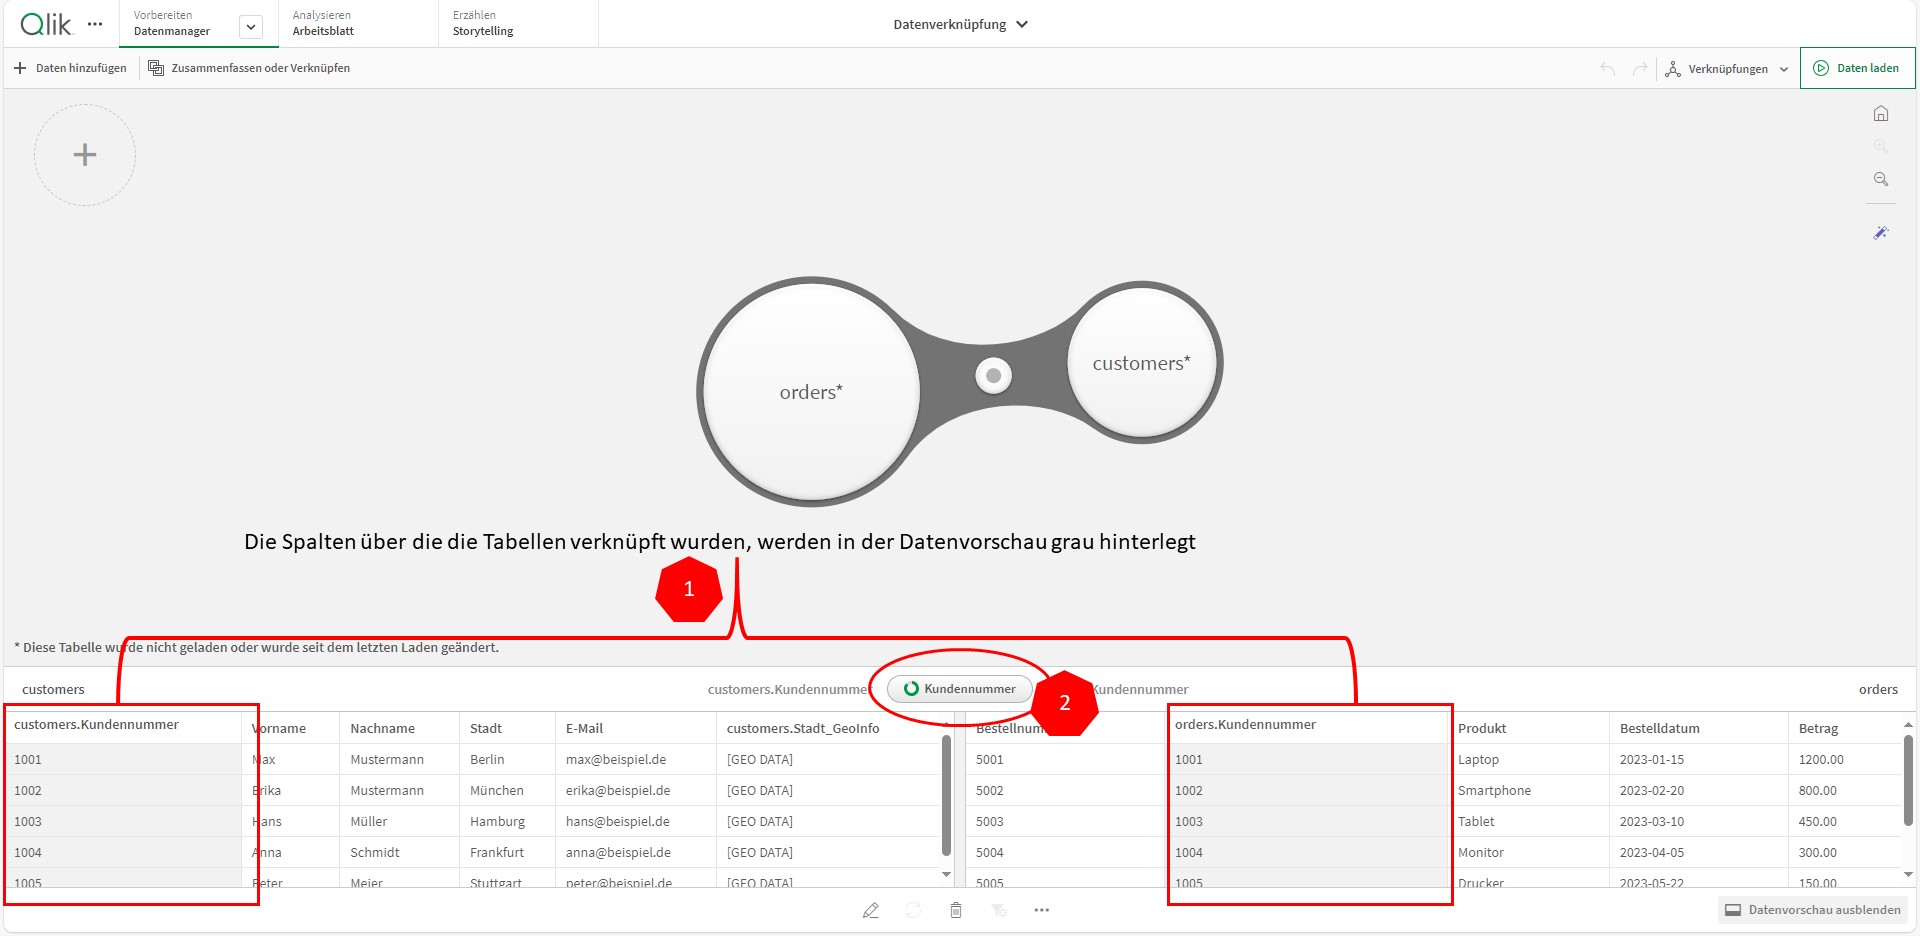 Qlik
Vorbereiten
Datenmanager
Analysieren
Arbeitsblatt
Erzählen
Storytelling
Datenverknüpfung
Daten hinzufügen
Zusammenfassen oder Verknüpfen
Verknüpfungen
Daten laden
orders*
customers*
Die Spalten über die die Tabellen verknüpft wurden, werden in der Datenvorschau grau hinterlegt
1
* Diese Tabelle wurde nicht geladen oder wurde seit dem letzten Laden geändert.
customers
customers.Kundennummer
Kundennummer
2
Kundennummer
orders
customers.Kundennummer Vorname Nachname Stadt E-Mail customers.Stadt_GeoInfo
1001 Max Mustermann Berlin max@beispiel.de [GEO DATA]
1002 Erika Mustermann München erika@beispiel.de [GEO DATA]
1003 Hans Müller Hamburg hans@beispiel.de [GEO DATA]
1004 Anna Schmidt Frankfurt anna@beispiel.de [GEO DATA]
1005 Peter Meier Stuttgart peter@beispiel.de [GEO DATA]
Bestellnum orders.Kundennummer Produkt Bestelldatum Betrag
5001 1001 Laptop 2023-01-15 1200.00
5002 1002 Smartphone 2023-02-20 800.00
5003 1003 Tablet 2023-03-10 450.00
5004 1004 Monitor 2023-04-05 300.00
5005 1005 Drucker 2023-05-22 150.00
Datenvorschau ausblenden